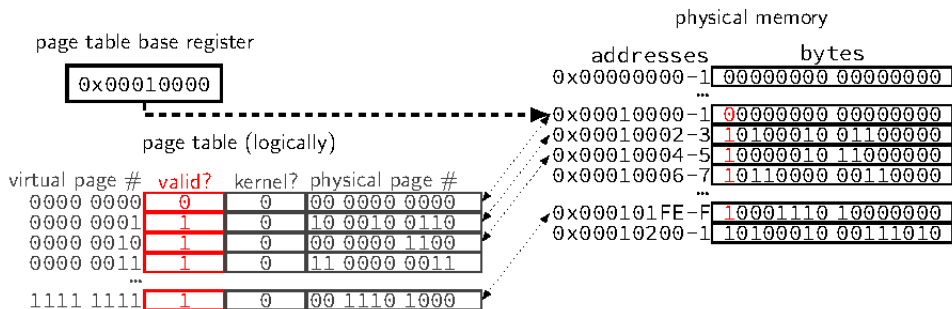 physical memory
page table base register
addresses bytes
0x00010000
0x00000000-1 00000000 00000000
…
0x00010000-1 00000000 00000000
0x00010002-3 10100010 01100000
page table (logically)
0x00010004-5 10000010 11000000
0x00010006-7 10110000 00110000
…
virtual page # valid? kernel? physical page #
0000 0000 0 0 00 0000 0000
0x000101FE-F 10001110 10000000
0000 0001 1 0 10 0010 0110
0x00010200-1 10100010 00111010
0000 0010 1 0 00 0000 1100
0000 0011 1 0 11 0000 0011
…
1111 1111 1 0 00 1110 1000